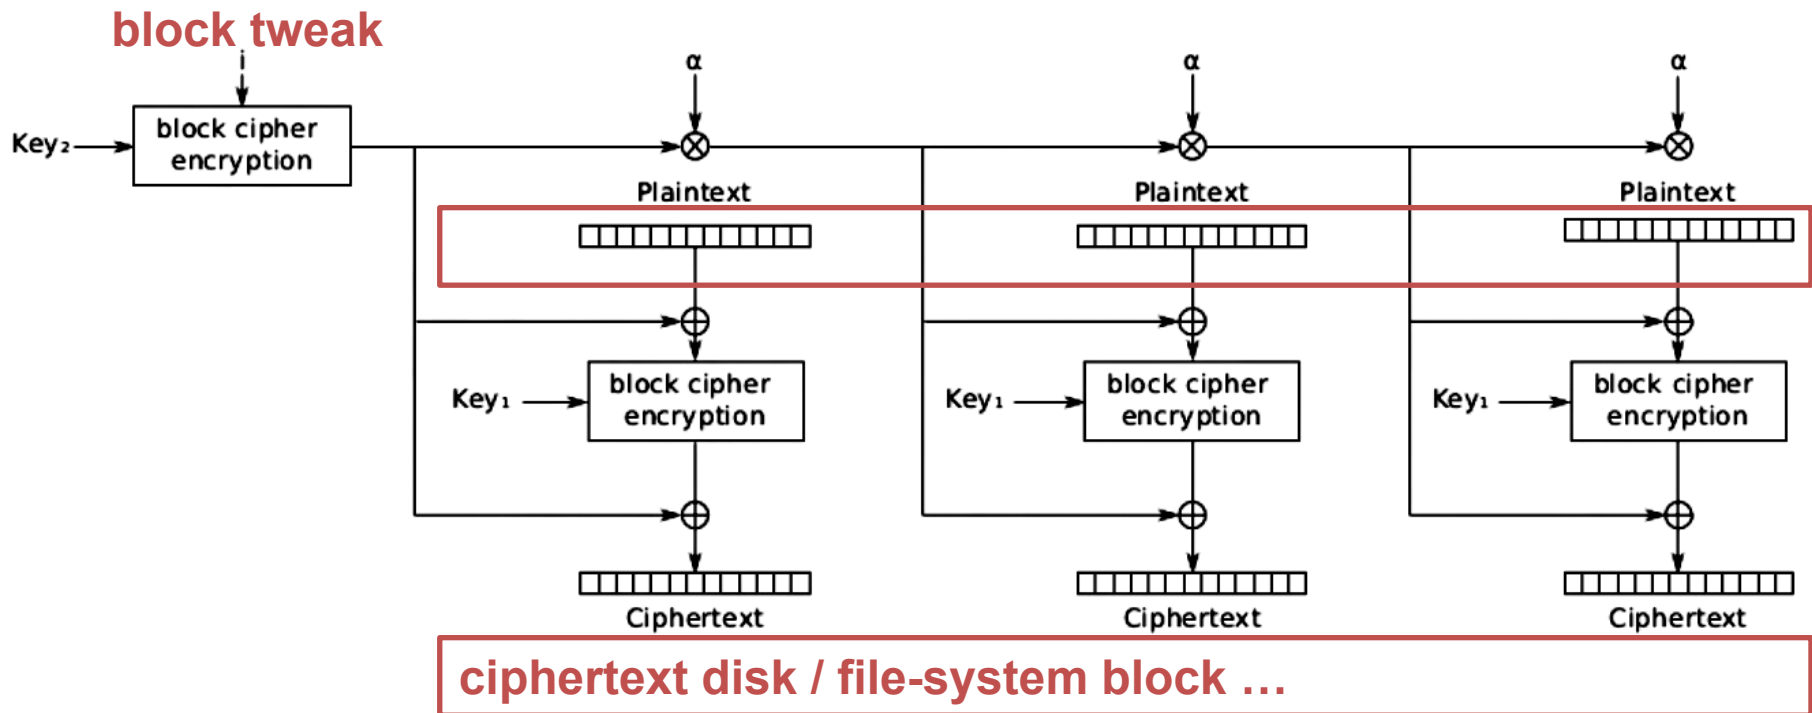 block tweak
i
α
α
α
Key₂
block cipher
encryption
Plaintext
Plaintext
Plaintext
Key₁
block cipher
encryption
Key₁
block cipher
encryption
Key₁
block cipher
encryption
Ciphertext
Ciphertext
Ciphertext
ciphertext disk / file-system block ...